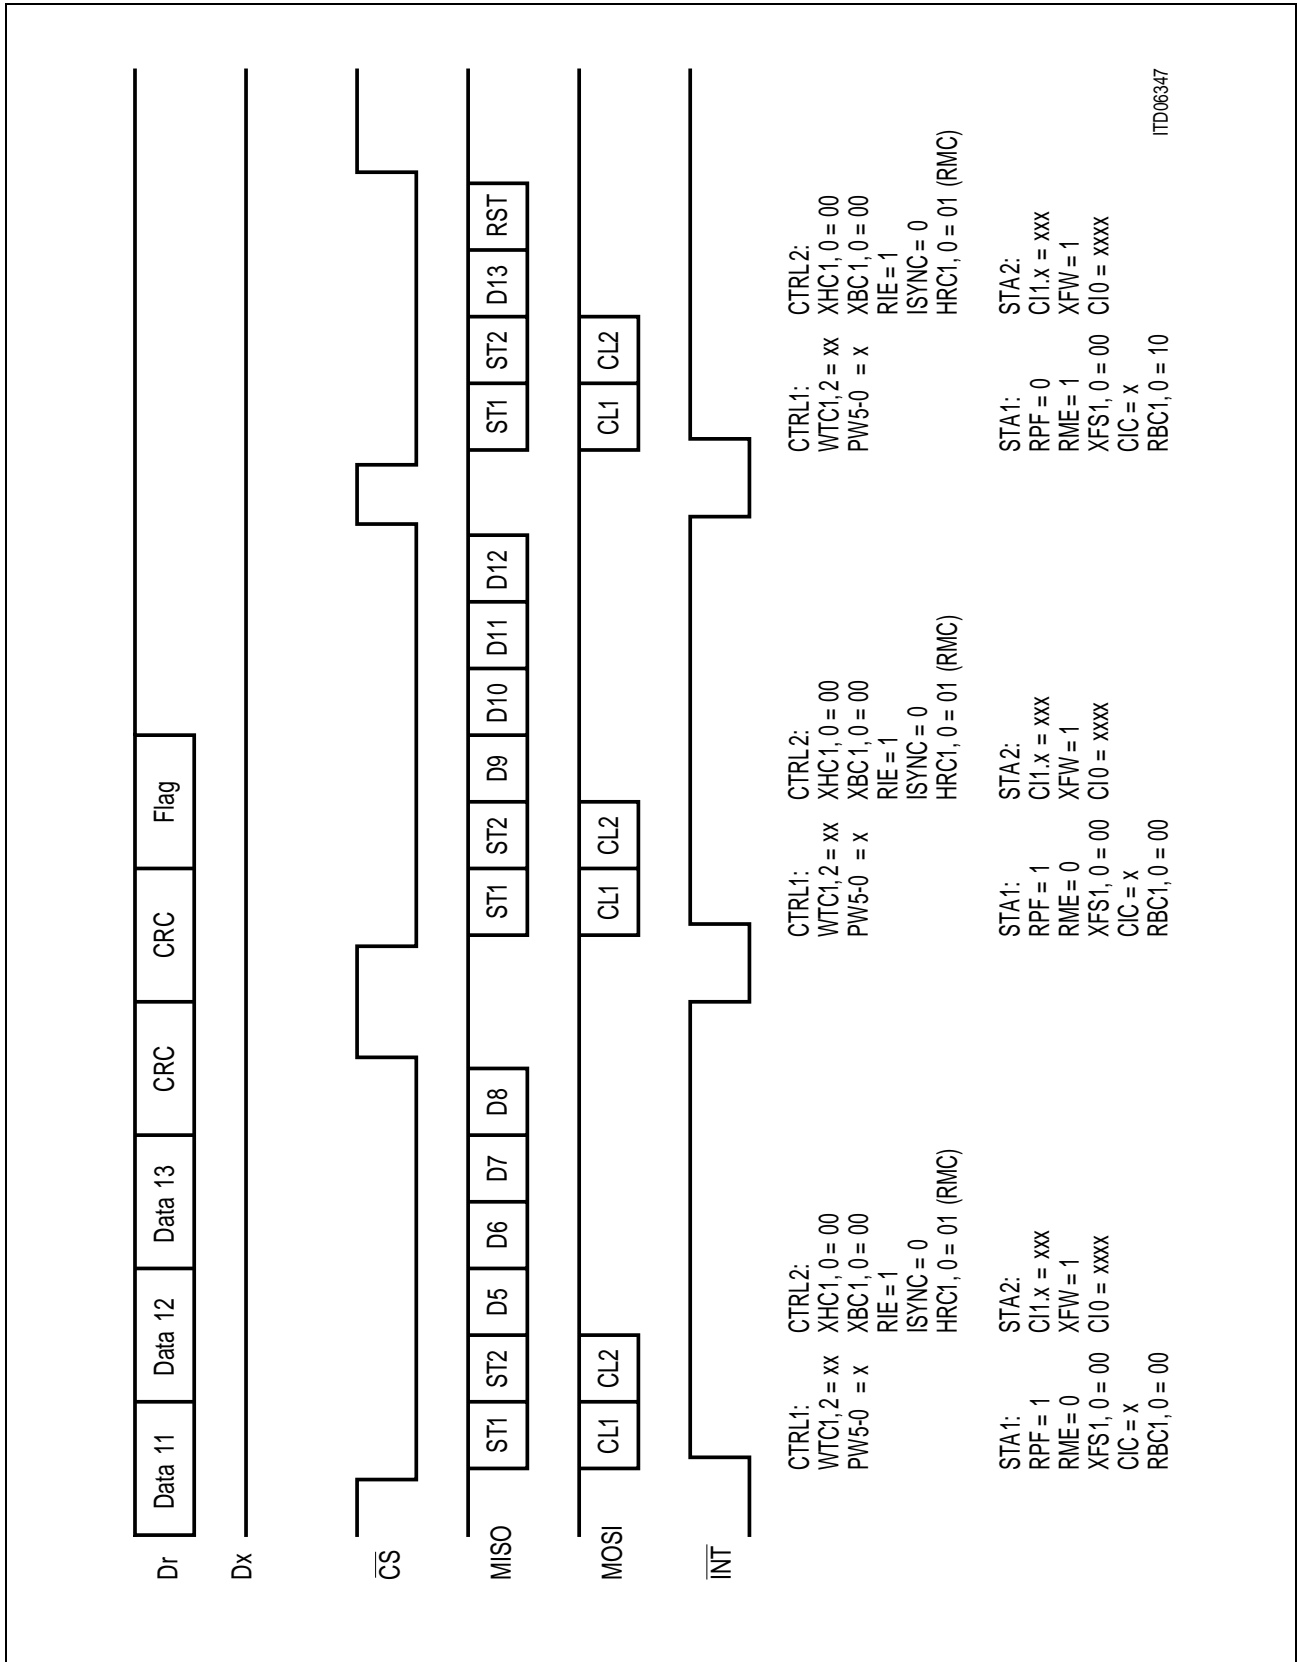 Dr Data 11 Data 12 Data 13 CRC CRC Flag
Dx
CS
MISO ST1 ST2 D5 D6 D7 D8 ST1 ST2 D9 D10 D11 D12 ST1 ST2 D13 RST
MOSI CL1 CL2 CL1 CL2 CL1 CL2
INT
CTRL1:
WTC1, 2 = xx
PW5-0 = x
CTRL2:
XHC1, 0 = 00
XBC1, 0 = 00
RIE = 1
ISYNC = 0
HRC1, 0 = 01 (RMC)
STA1:
RPF = 1
RME = 0
XFS1, 0 = 00
CIC = x
RBC1, 0 = 00
STA2:
CI1.x = xxx
XFW = 1
CI0 = xxxx
CTRL1:
WTC1, 2 = xx
PW5-0 = x
CTRL2:
XHC1, 0 = 00
XBC1, 0 = 00
RIE = 1
ISYNC = 0
HRC1, 0 = 01 (RMC)
STA1:
RPF = 1
RME = 0
XFS1, 0 = 00
CIC = x
RBC1, 0 = 00
STA2:
CI1.x = xxx
XFW = 1
CI0 = xxxx
CTRL1:
WTC1, 2 = xx
PW5-0 = x
CTRL2:
XHC1, 0 = 00
XBC1, 0 = 00
RIE = 1
ISYNC = 0
HRC1, 0 = 01 (RMC)
STA1:
RPF = 0
RME = 1
XFS1, 0 = 00
CIC = x
RBC1, 0 = 10
STA2:
CI1.x = xxx
XFW = 1
CI0 = xxxx
ITD06347